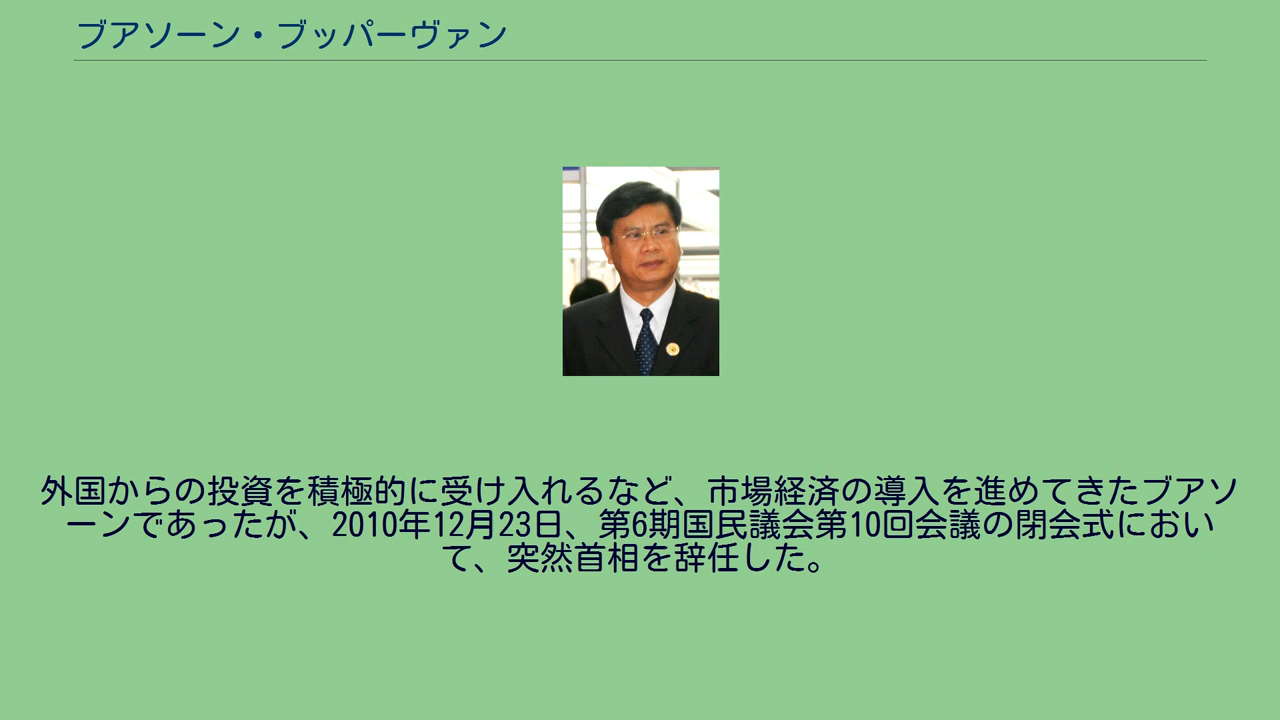 ブアソーン・ブッパーヴァン
外国からの投資を積極的に受け入れるなど、市場経済の導入を進めてきたブアソ
ーンであったが、2010年12月23日、第6期国民議会第10回会議の閉会式におい
て、突然首相を辞任した。